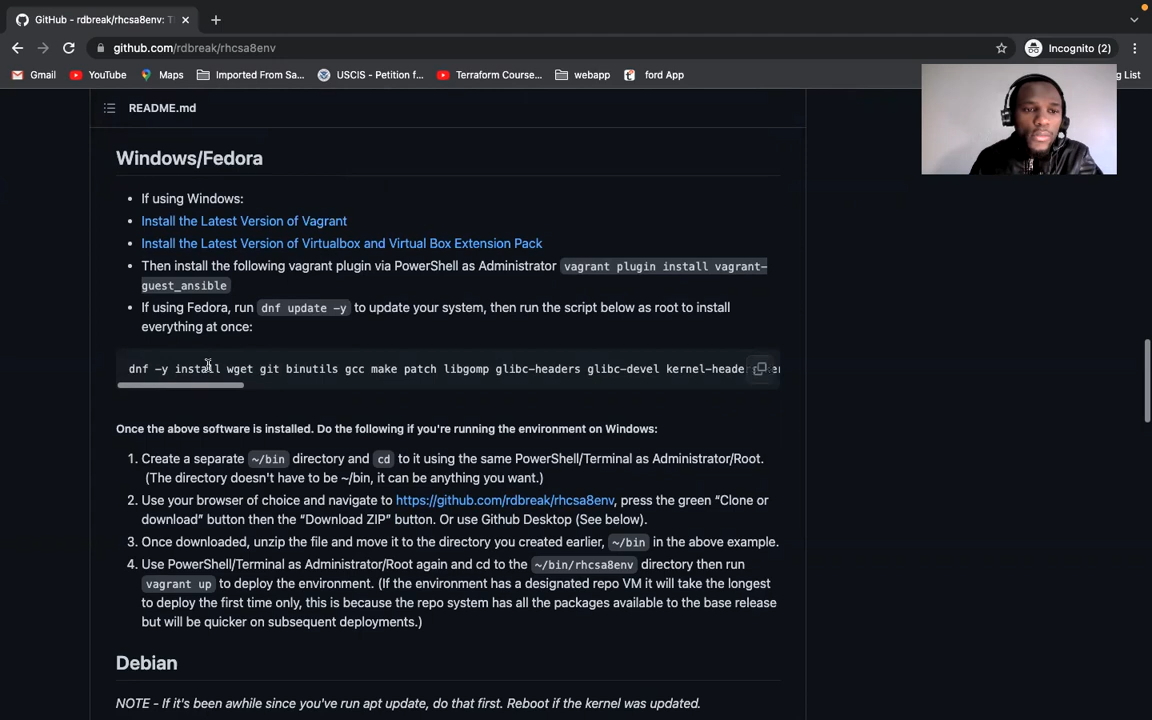 GitHub - rdbreak/rhcsa8env: T
github.com/rdbreak/rhcsa8env
Incognito (2)
Gmail YouTube Maps Imported From Sa... USCIS - Petition f... Terraform Course... webapp ford App g List
README.md
Windows/Fedora
• If using Windows:
• Install the Latest Version of Vagrant
• Install the Latest Version of Virtualbox and Virtual Box Extension Pack
• Then install the following vagrant plugin via PowerShell as Administrator vagrant plugin install vagrant-
guest_ansible
• If using Fedora, run dnf update -y to update your system, then run the script below as root to install
everything at once:
dnf -y install wget git binutils gcc make patch libgomp glibc-headers glibc-devel kernel-heade
Once the above software is installed. Do the following if you're running the environment on Windows:
1. Create a separate ~/bin directory and cd to it using the same PowerShell/Terminal as Administrator/Root.
(The directory doesn't have to be ~/bin, it can be anything you want.)
2. Use your browser of choice and navigate to https://github.com/rdbreak/rhcsa8env, press the green “Clone or
download” button then the “Download ZIP” button. Or use Github Desktop (See below).
3. Once downloaded, unzip the file and move it to the directory you created earlier, ~/bin in the above example.
4. Use PowerShell/Terminal as Administrator/Root again and cd to the ~/bin/rhcsa8env directory then run
vagrant up to deploy the environment. (If the environment has a designated repo VM it will take the longest
to deploy the first time only, this is because the repo system has all the packages available to the base release
but will be quicker on subsequent deployments.)
Debian
NOTE - If it's been awhile since you've run apt update, do that first. Reboot if the kernel was updated.